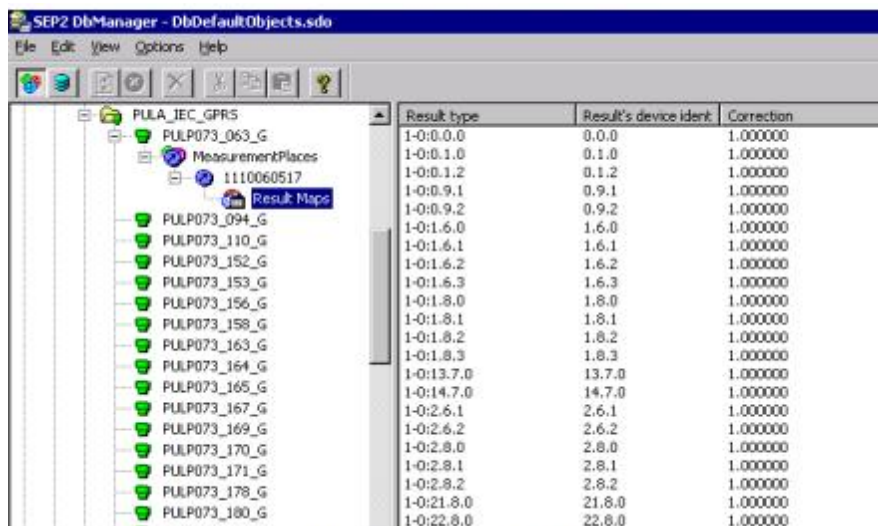 SEP2 DbManager - DbDefaultObjects.sdo
File Edit View Options Help
PULA_IEC_GPRS
PULP073_063_G
MeasurementPlaces
1110060517
Result Maps
PULP073_094_G
PULP073_110_G
PULP073_152_G
PULP073_153_G
PULP073_156_G
PULP073_158_G
PULP073_163_G
PULP073_164_G
PULP073_165_G
PULP073_167_G
PULP073_169_G
PULP073_170_G
PULP073_171_G
PULP073_178_G
PULP073_180_G
Result type Result's device ident Correction
1-0:0.0.0 0.0.0 1.000000
1-0:0.1.0 0.1.0 1.000000
1-0:0.1.2 0.1.2 1.000000
1-0:0.9.1 0.9.1 1.000000
1-0:0.9.2 0.9.2 1.000000
1-0:1.6.0 1.6.0 1.000000
1-0:1.6.1 1.6.1 1.000000
1-0:1.6.2 1.6.2 1.000000
1-0:1.6.3 1.6.3 1.000000
1-0:1.8.0 1.8.0 1.000000
1-0:1.8.1 1.8.1 1.000000
1-0:1.8.2 1.8.2 1.000000
1-0:1.8.3 1.8.3 1.000000
1-0:13.7.0 13.7.0 1.000000
1-0:14.7.0 14.7.0 1.000000
1-0:2.6.1 2.6.1 1.000000
1-0:2.6.2 2.6.2 1.000000
1-0:2.8.0 2.8.0 1.000000
1-0:2.8.1 2.8.1 1.000000
1-0:2.8.2 2.8.2 1.000000
1-0:21.8.0 21.8.0 1.000000
1-0:22.8.0 22.8.0 1.000000